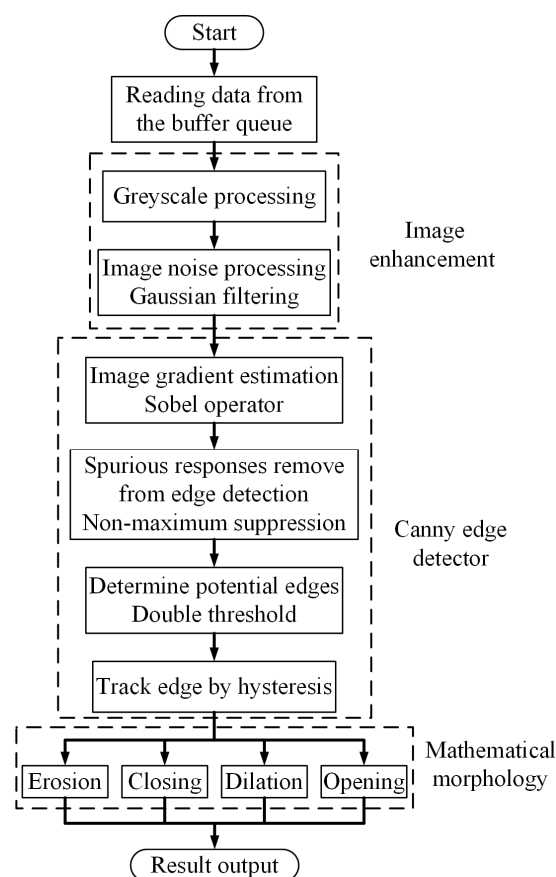 Start
Reading data from
the buffer queue
Greyscale processing
Image
enhancement
Image noise processing
Gaussian filtering
Image gradient estimation
Sobel operator
Spurious responses remove
from edge detection
Non-maximum suppression
Canny edge
detector
Determine potential edges
Double threshold
Track edge by hysteresis
Mathematical
morphology
Erosion
Closing
Dilation
Opening
Result output